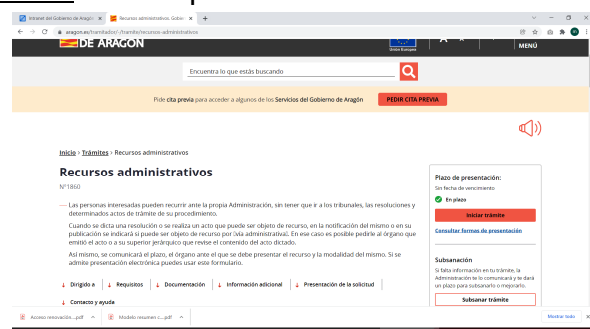 Intranet del Gobierno de Aragón
Recursos administrativos. Gobier
aragon.es/tramitador/-/tramite/recursos-administrativos
DE ARAGÓN
Unión Europea
MENÚ
Encuentra lo que estás buscando
Pide cita previa para acceder a algunos de los Servicios del Gobierno de Aragón
PEDIR CITA PREVIA
Inicio > Trámites > Recursos administrativos
Recursos administrativos
Nº1860
Las personas interesadas pueden recurrir ante la propia Administración, sin tener que ir a los tribunales, las resoluciones y
determinados actos de trámite de su procedimiento.
Cuando se dicta una resolución o se realiza un acto que puede ser objeto de recurso, en la notificación del mismo o en su
publicación se indicará si puede ser objeto de recurso por (vía administrativa). En ese caso es posible pedirle al órgano que
emitió el acto o a su superior jerárquico que revise el contenido del acto dictado.
Así mismo, se comunicará el plazo, el órgano ante el que se debe presentar el recurso y la modalidad del mismo. Si se
admite presentación electrónica puedes usar este formulario.
Dirigido a
Requisitos
Documentación
Información adicional
Presentación de la solicitud
Contacto y ayuda
Plazo de presentación:
Sin fecha de vencimiento
En plazo
Iniciar trámite
Consultar formas de presentación
Subsanación
Si falta información en tu trámite, la
Administración te lo comunicará y te dará
un plazo para subsanarlo o mejorarlo.
Subsanar trámite
Acceso renovación....pdf
Modelo resumen c....pdf
Mostrar todo